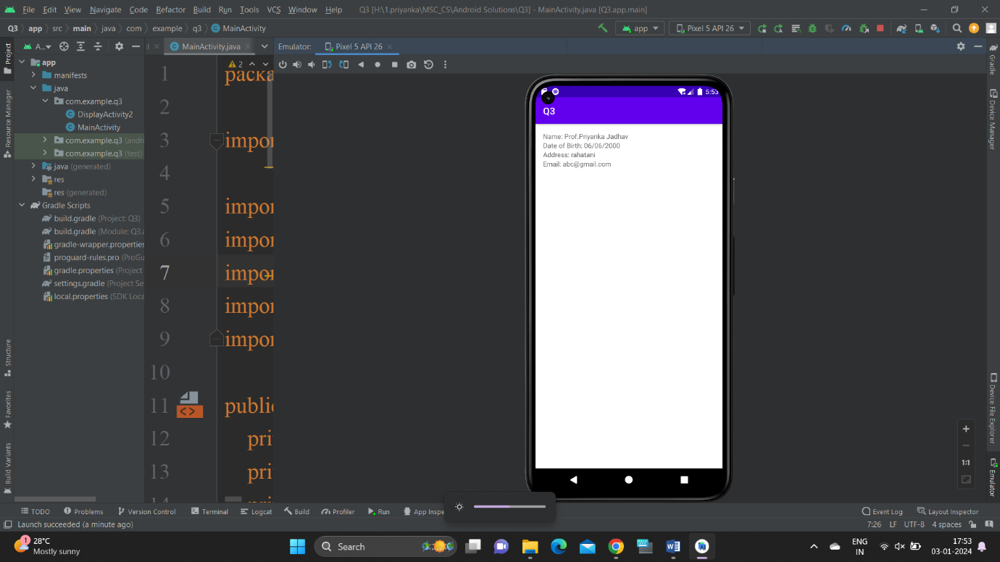 File Edit View Navigate Code Refactor Build Run Tools VCS Window Help Q3 [H:\1.priyanka\MSC_CS\Android Solutions\Q3] - MainActivity.java [Q3.app.main]
Q3 app src main java com example q3 MainActivity app Pixel 5 API 26
A... MainActivity.java Emulator: Pixel 5 API 26
Project
Resource Manager
Structure
Favorites
Build Variants
app
manifests
java
com.example.q3
DisplayActivity2
MainActivity
com.example.q3 (andr
com.example.q3 (test)
java (generated)
res
res (generated)
Gradle Scripts
build.gradle (Project: Q3)
build.gradle (Module: Q3.a
gradle-wrapper.properties
proguard-rules.pro (ProGu
gradle.properties (Project
settings.gradle (Project Se
local.properties (SDK Loca
2
1 packa
2
3 impor
4
5 impor
6 impor
7 impor
8 impor
9 impor
10
11 public
12 pri
13 pri
14
5:53
Q3
Name: Prof.Priyanka Jadhav
Date of Birth: 06/06/2000
Address: rahatani
Email: abc@gmail.com
1:1
Gradle
Device Manager
Device File Explorer
Emulator
TODO Problems Version Control Terminal Logcat Build Profiler Run App Inspe Event Log Layout Inspector
Launch succeeded (a minute ago) 7:26 LF UTF-8 4 spaces
1 28°C
Mostly sunny
Search
ENG
IN
17:53
03-01-2024